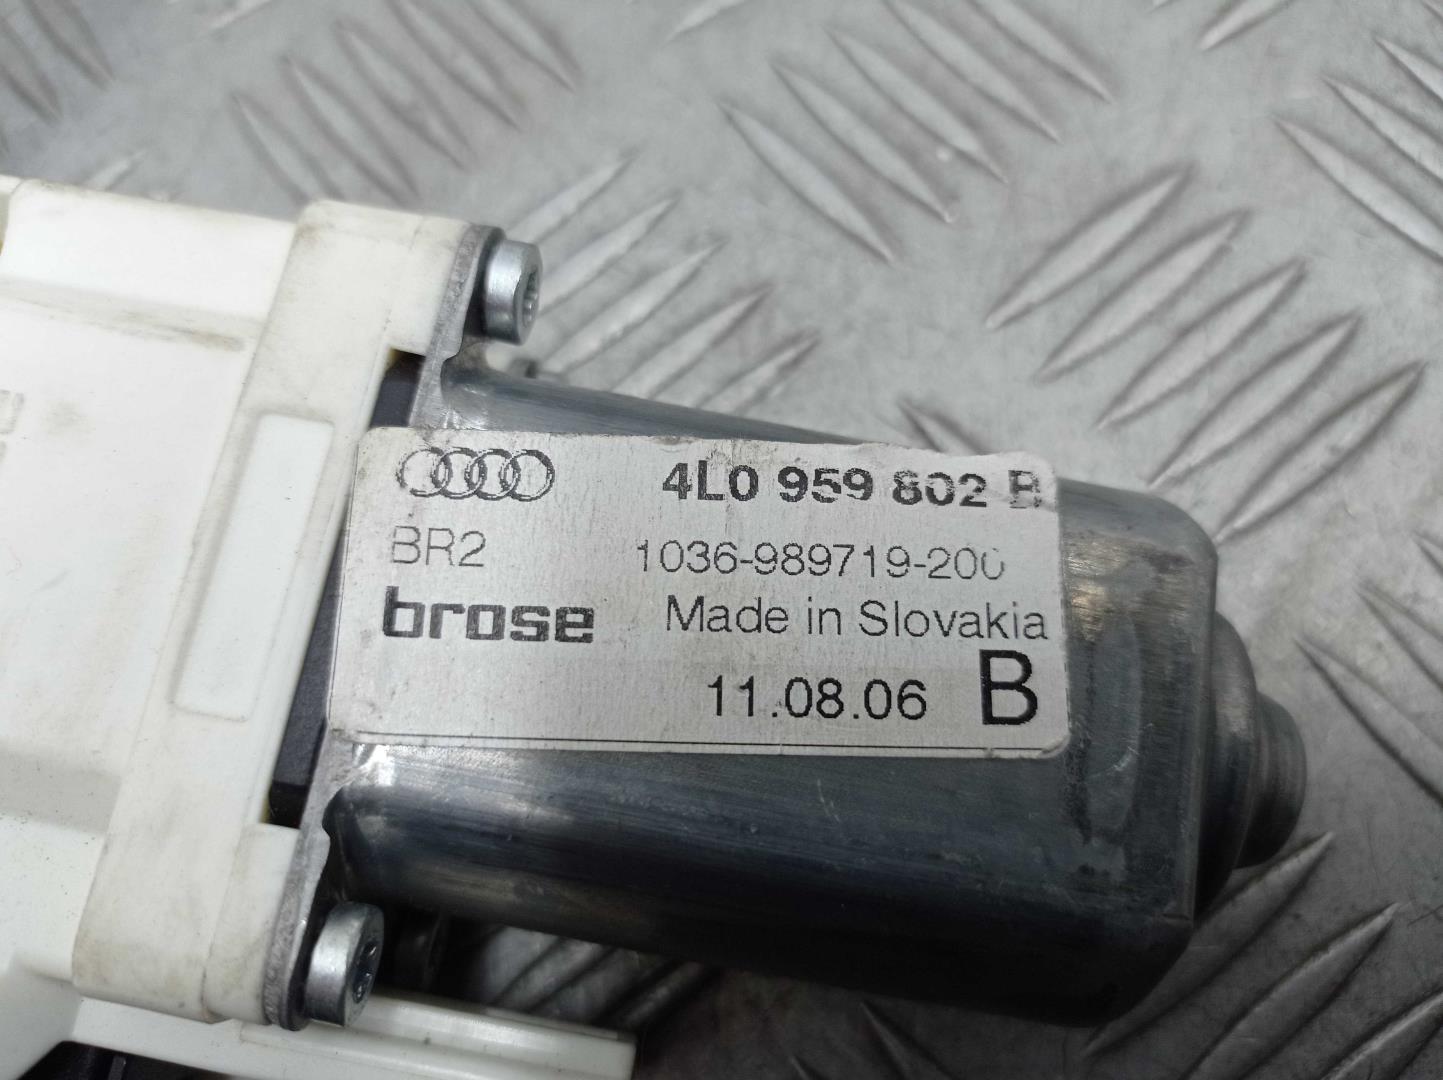 4L0 959 802 B
BR2 1036-989719-200
brose Made in Slovakia
11.08.06 B